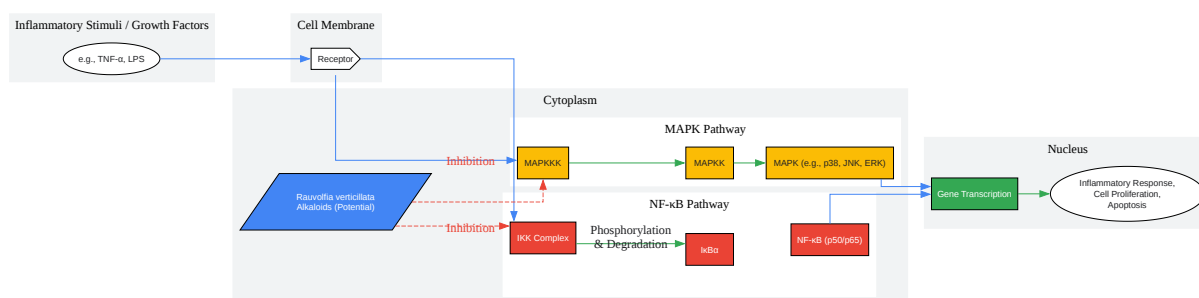 Inflammatory Stimuli / Growth Factors
e.g., TNF-α, LPS
Cell Membrane
Receptor
Cytoplasm
MAPK Pathway
Inhibition
MAPKKK
MAPKK
MAPK (e.g., p38, JNK, ERK)
Rauvolfia verticillata
Alkaloids (Potential)
NF-κB Pathway
Inhibition
IKK Complex
Phosphorylation
& Degradation
IκBα
NF-κB (p50/p65)
Nucleus
Gene Transcription
Inflammatory Response,
Cell Proliferation,
Apoptosis